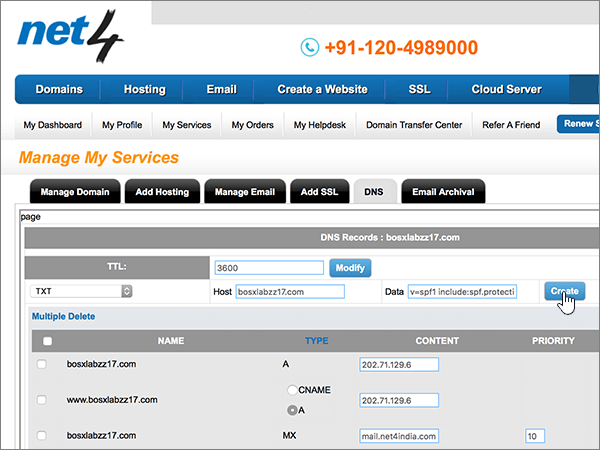 net4
+91-120-4989000
Domains Hosting Email Create a Website SSL Cloud Server
My Dashboard My Profile My Services My Orders My Helpdesk Domain Transfer Center Refer A Friend Renew S
Manage My Services
Manage Domain Add Hosting Manage Email Add SSL DNS Email Archival
page
DNS Records : bosxlabzz17.com
TTL: 3600 Modify
TXT Host bosxlabzz17.com Data v=spf1 include:spf.protecti Create
Multiple Delete
NAME TYPE CONTENT PRIORITY
bosxlabzz17.com A 202.71.129.6
CNAME
www.bosxlabzz17.com 202.71.129.6
A
bosxlabzz17.com MX mail.net4india.com 10